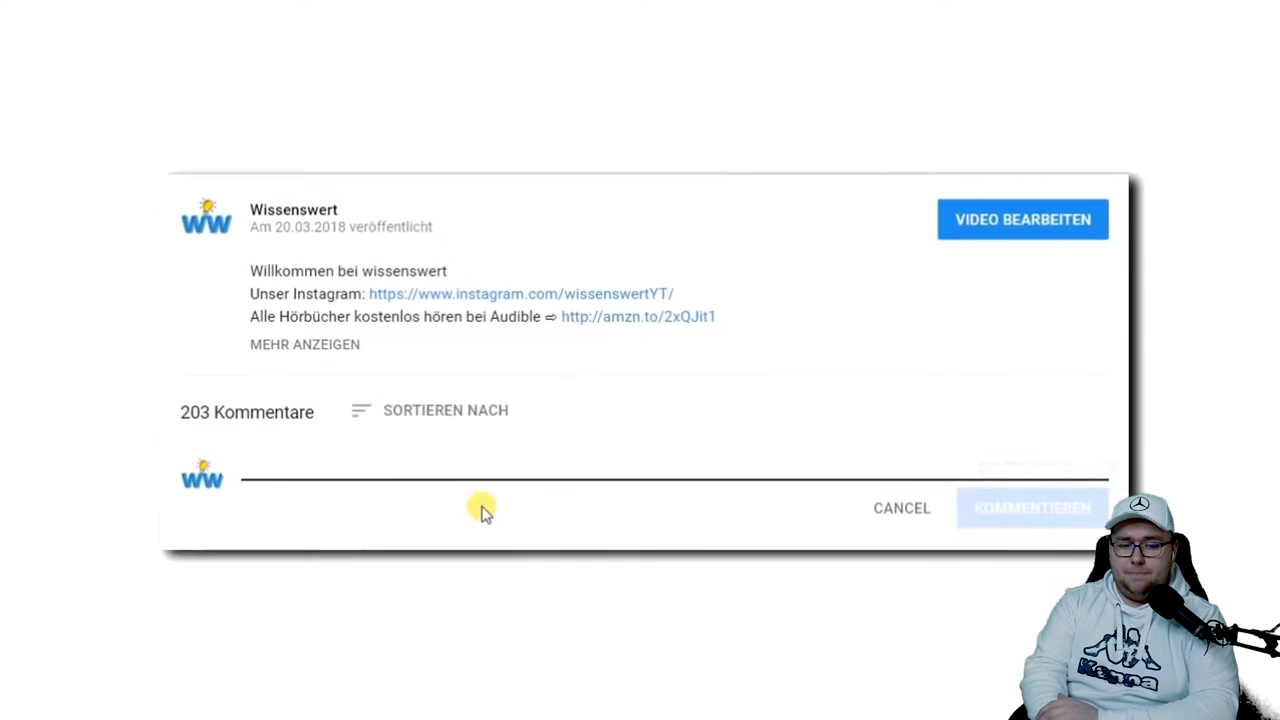 WW
Wissenswert
Am 20.03.2018 veröffentlicht
VIDEO BEARBEITEN
Willkommen bei wissenswert
Unser Instagram: https://www.instagram.com/wissenswertYT/
Alle Hörbücher kostenlos hören bei Audible ⇨ http://amzn.to/2xQJit1
MEHR ANZEIGEN
203 Kommentare
SORTIEREN NACH
WW
CANCEL
KOMMENTIEREN
Kappa